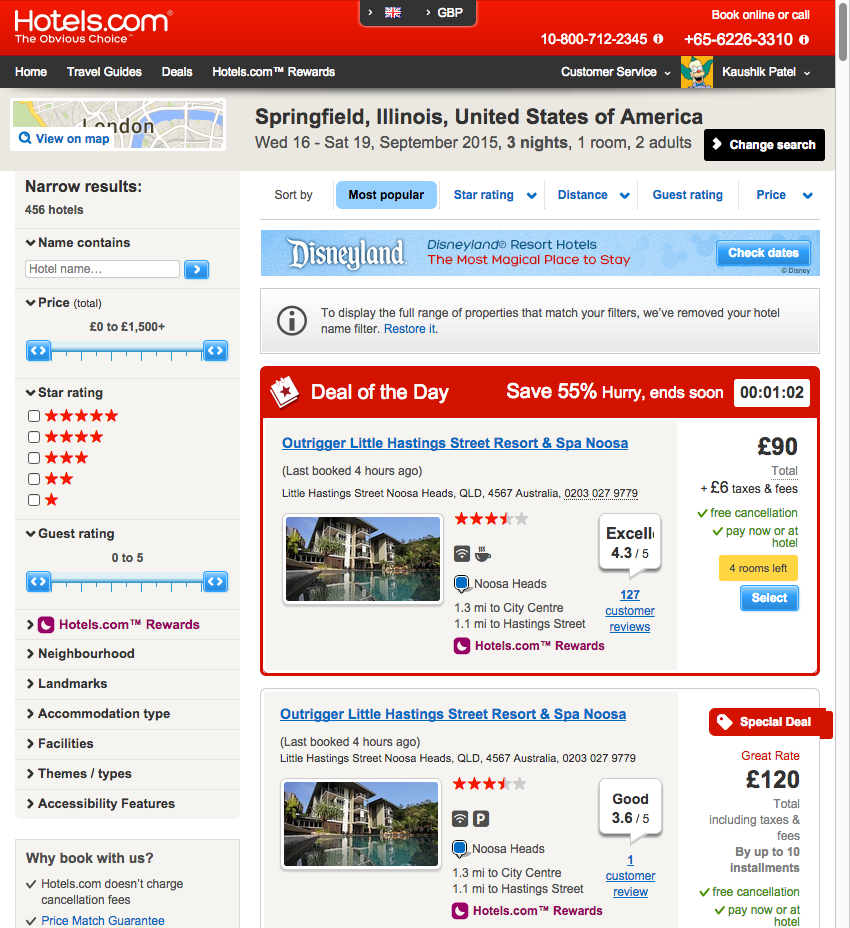 Hotels.com®
The Obvious Choice™
GBP
Book online or call
10-800-712-2345
+65-6226-3310
Home Travel Guides Deals Hotels.com™ Rewards
Customer Service
Kaushik Patel
London
View on map
Springfield, Illinois, United States of America
Wed 16 - Sat 19, September 2015, 3 nights, 1 room, 2 adults
Change search
Narrow results:
456 hotels
Name contains
Hotel name…
Price (total)
£0 to £1,500+
Star rating
Guest rating
0 to 5
Hotels.com™ Rewards
Neighbourhood
Landmarks
Accommodation type
Facilities
Themes / types
Accessibility Features
Why book with us?
Hotels.com doesn’t charge
cancellation fees
Price Match Guarantee
Sort by Most popular Star rating Distance Guest rating Price
Disneyland
Disneyland® Resort Hotels
The Most Magical Place to Stay
Check dates
© Disney
To display the full range of properties that match your filters, we’ve removed your hotel
name filter. Restore it.
Deal of the Day
Save 55% Hurry, ends soon
00:01:02
Outrigger Little Hastings Street Resort & Spa Noosa
(Last booked 4 hours ago)
Little Hastings Street Noosa Heads, QLD, 4567 Australia, 0203 027 9779
Noosa Heads
1.3 mi to City Centre
1.1 mi to Hastings Street
Hotels.com™ Rewards
Excell
4.3 / 5
127
customer
reviews
£90
Total
+ £6 taxes & fees
free cancellation
pay now or at
hotel
4 rooms left
Select
Outrigger Little Hastings Street Resort & Spa Noosa
(Last booked 4 hours ago)
Little Hastings Street Noosa Heads, QLD, 4567 Australia, 0203 027 9779
P
Noosa Heads
1.3 mi to City Centre
1.1 mi to Hastings Street
Hotels.com™ Rewards
Good
3.6 / 5
1
customer
review
Special Deal
Great Rate
£120
Total
including taxes &
fees
By up to 10
installments
free cancellation
pay now or at
hotel